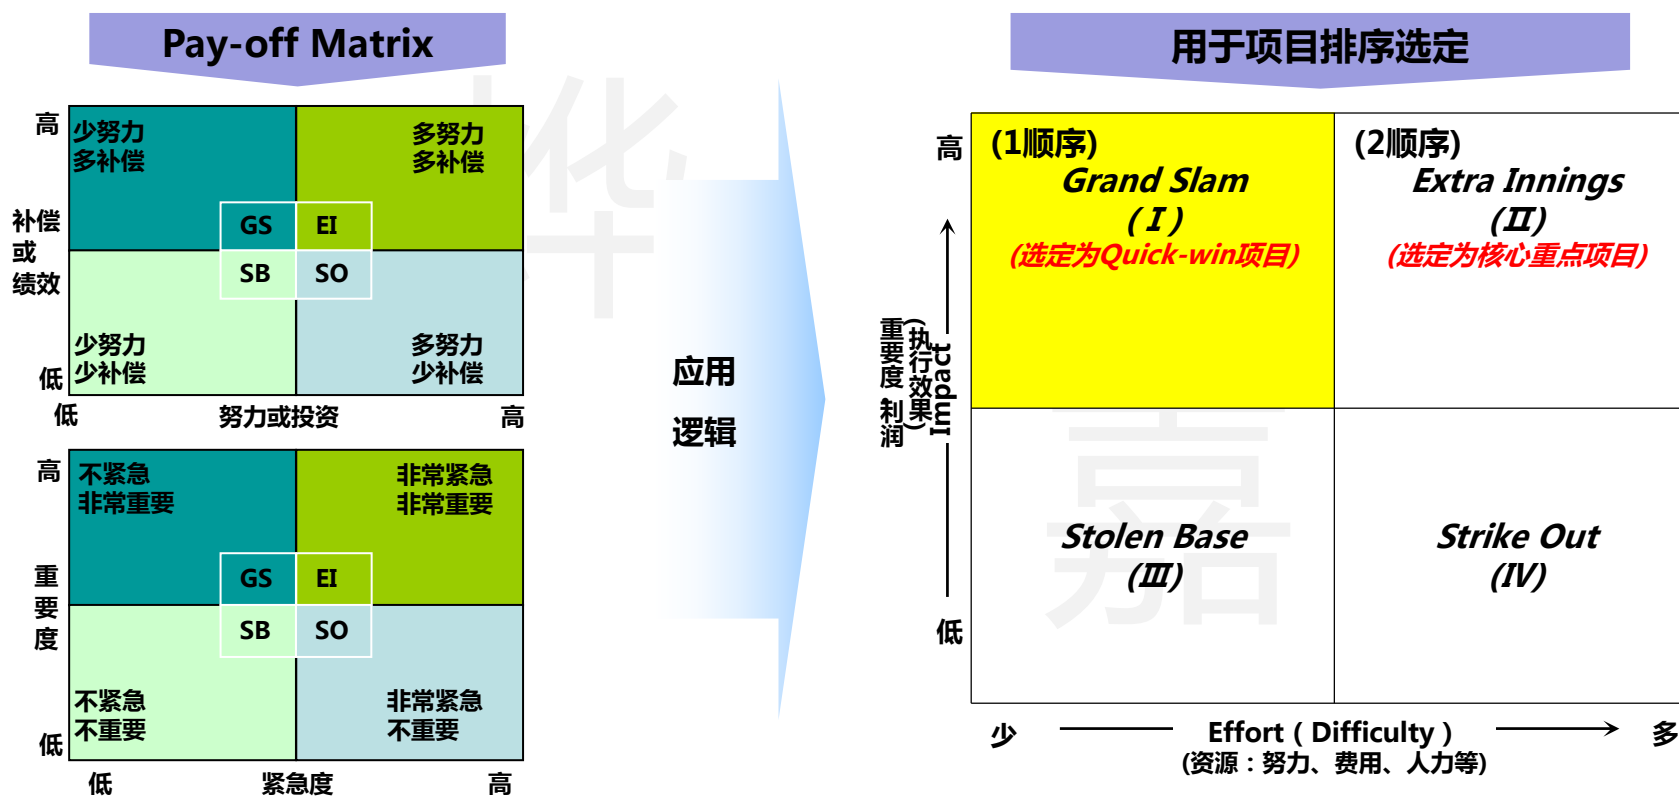 Pay-off Matrix
高
少努力
多补偿
多努力
多补偿
补偿
或
绩效
GS
EI
SB
SO
少努力
少补偿
多努力
少补偿
低
低
努力或投资
高
高
不紧急
非常重要
非常紧急
非常重要
重
要
度
GS
EI
SB
SO
不紧急
不重要
非常紧急
不重要
低
低
紧急度
高
应用
逻辑
用于项目排序选定
高
(1顺序)
Grand Slam
(Ⅰ)
(选定为Quick-win项目)
(2顺序)
Extra Innings
(Ⅱ)
(选定为核心重点项目)
重要度,利润
(执行效果)
Impact
Stolen Base
(Ⅲ)
Strike Out
(Ⅳ)
低
少
Effort ( Difficulty )
多
(资源：努力、费用、人力等)
桦
嘉